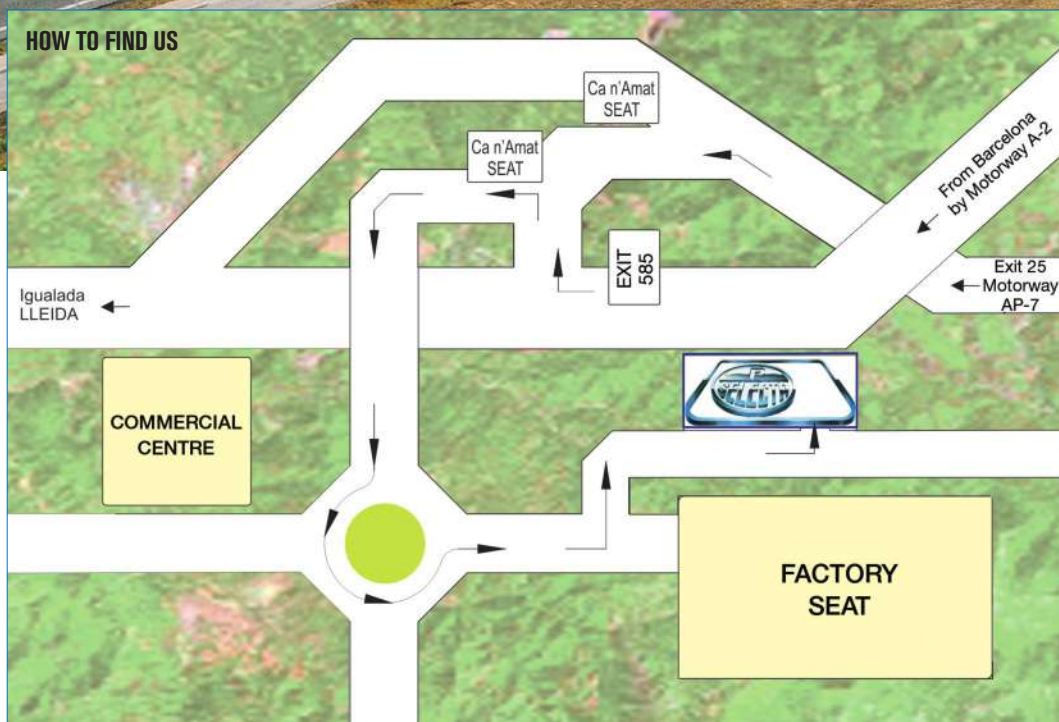 HOW TO FIND US
Ca n'Amat
SEAT
Ca n'Amat
SEAT
From Barcelona
by Motorway A-2
EXIT
585
Exit 25
Motorway
AP-7
Igualada
LLEIDA
COMMERCIAL
CENTRE
FACTORY
SEAT